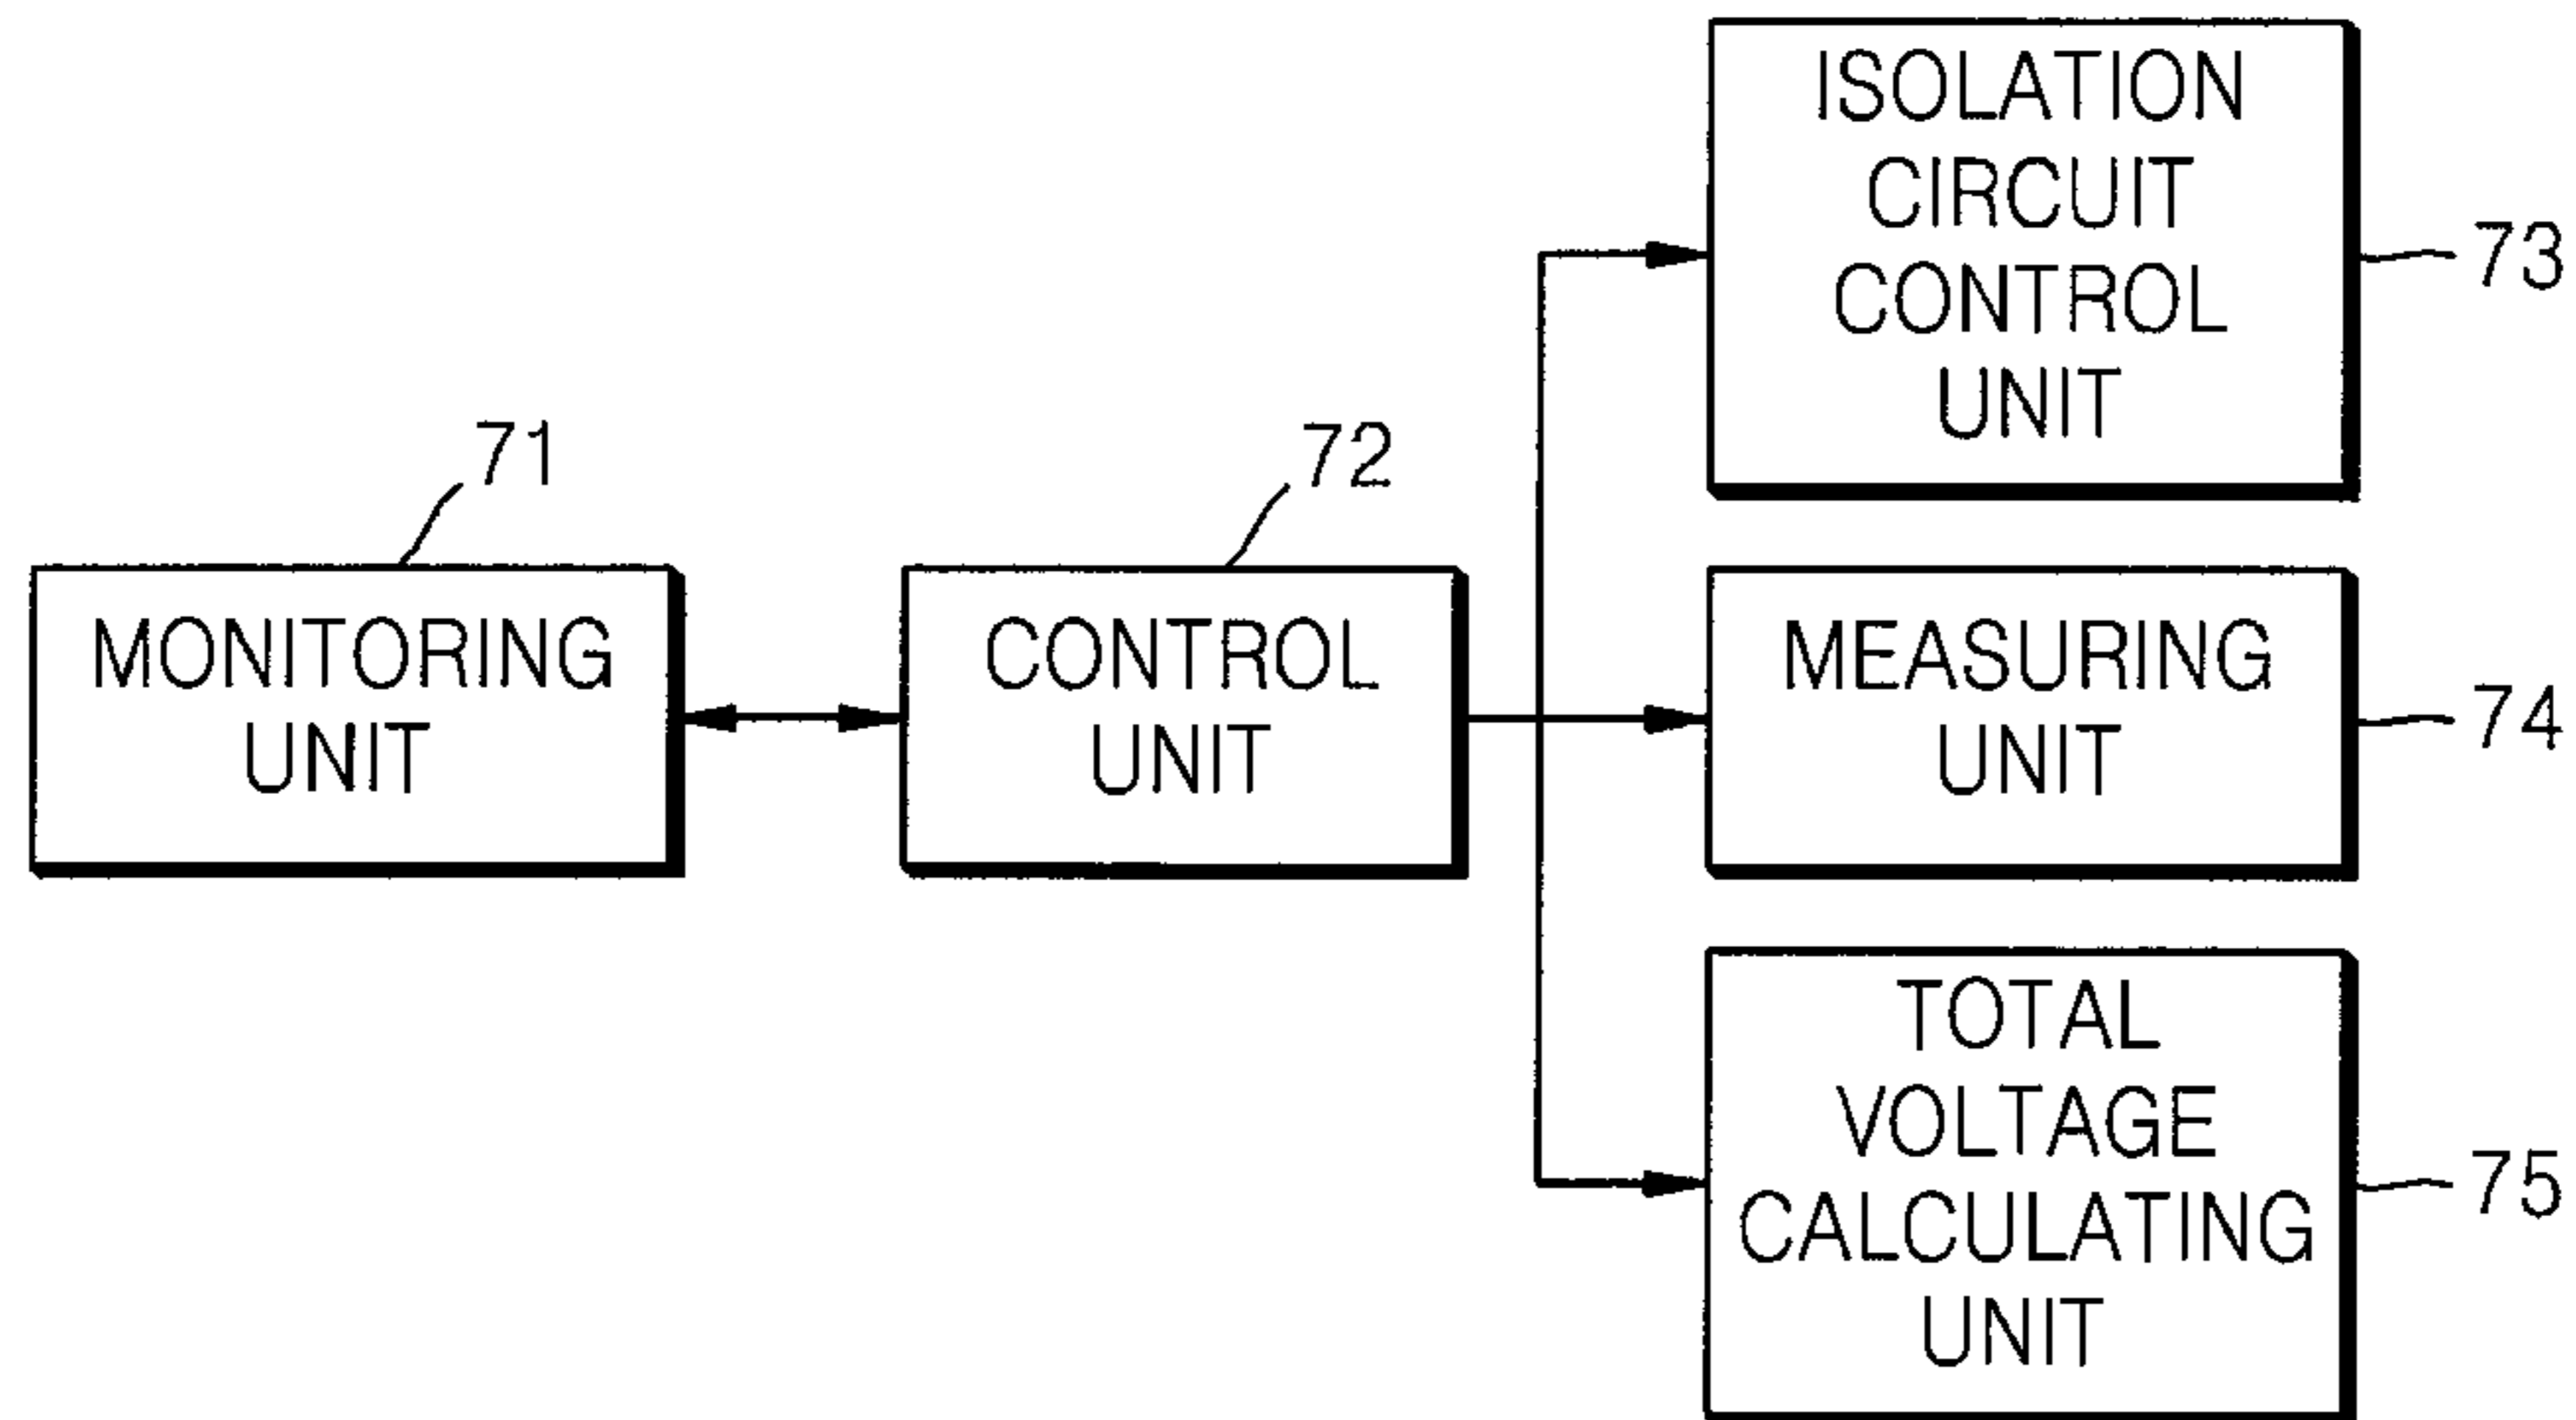 71
MONITORING
UNIT
72
CONTROL
UNIT
ISOLATION
CIRCUIT
CONTROL
UNIT
73
MEASURING
UNIT
74
TOTAL
VOLTAGE
CALCULATING
UNIT
75